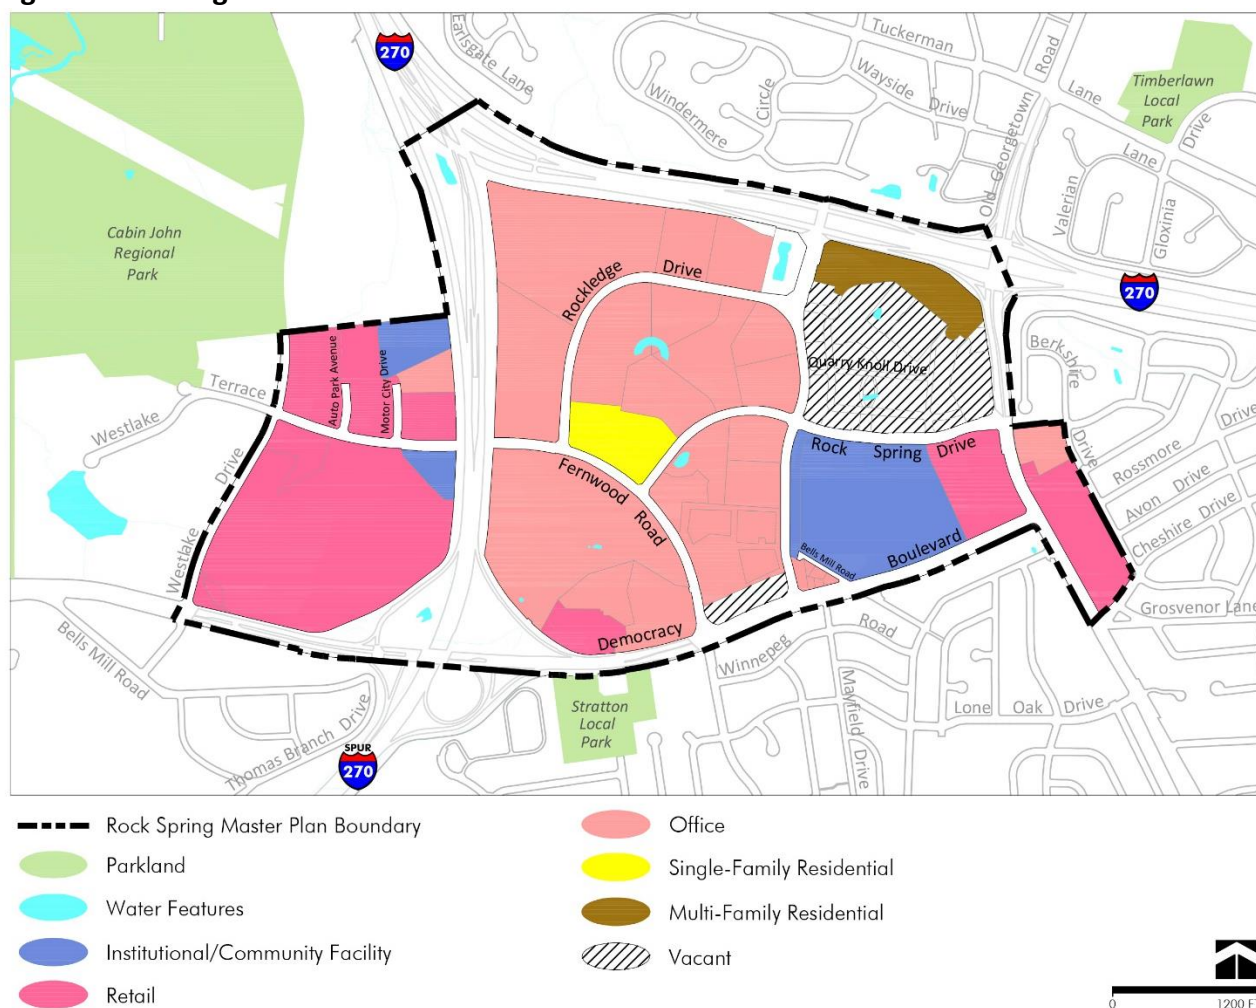 270
Earlsgate Lane
Tuckerman
Lane
Wayside Drive
Windermere
Circle
Old Georgetown
Road
Timberlawn
Local
Park
Lane
Drive
Valerian
Gloxinia
Cabin John
Regional
Park
Rockledge Drive
270
Berkshire
Drive
Quarry Knoll Drive
Auto Park Avenue
Motor City Drive
Westlake
Terrace
Rock Spring Drive
Rossmore
Drive
Avon Drive
Cheshire Drive
Fernwood
Road
Westlake
Drive
Bells Mill Road
Boulevard
Democracy
Grosvenor Lane
Bells Mill Road
Winnepeg
Road
Mayfield Drive
Lone Oak Drive
Stratton
Local
Park
Thomas Branch Drive
SPUR
270
Rock Spring Master Plan Boundary
Parkland
Water Features
Institutional/Community Facility
Retail
Office
Single-Family Residential
Multi-Family Residential
Vacant
0 1200